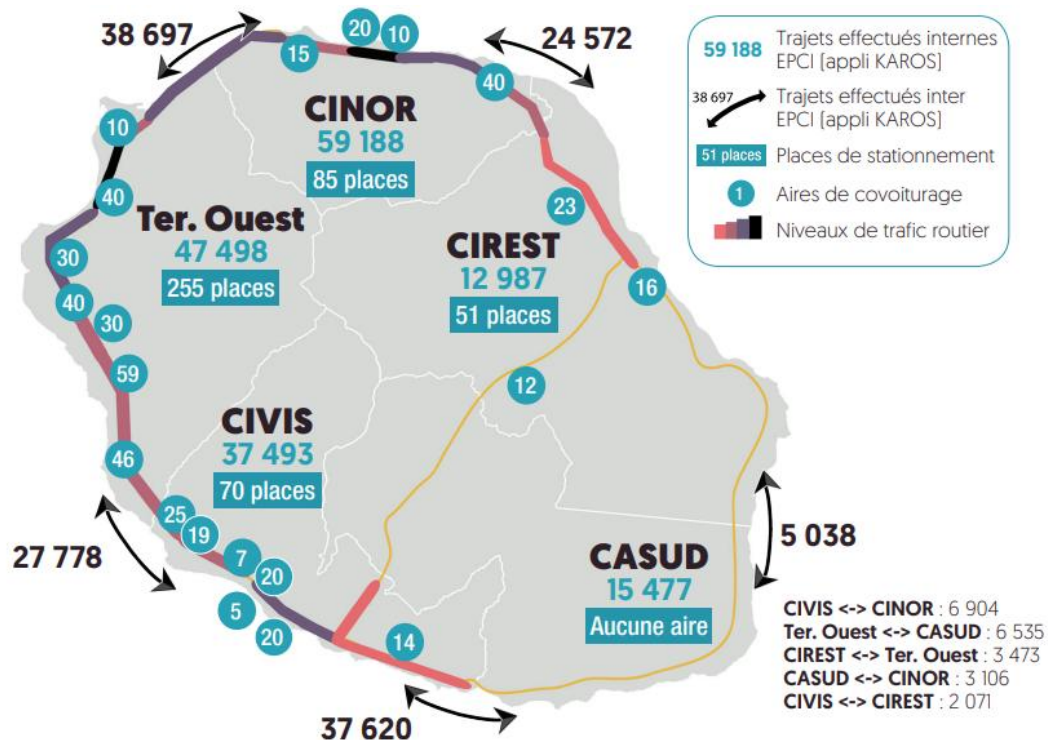 38 697
20
10
15
24 572
40
59 188
Trajets effectués internes
EPCI [appli KAROS]
38 697
Trajets effectués inter
EPCI [appli KAROS]
51 places
Places de stationnement
1
Aires de covoiturage
Niveaux de trafic routier
10
CINOR
59 188
85 places
40
Ter. Ouest
47 498
255 places
23
CIREST
12 987
51 places
30
16
40
30
59
12
CIVIS
37 493
70 places
46
25
19
27 778
7
20
5
20
CASUD
15 477
Aucune aire
5 038
14
37 620
CIVIS <-> CINOR : 6 904
Ter. Ouest <-> CASUD : 6 535
CIREST <-> Ter. Ouest : 3 473
CASUD <-> CINOR : 3 106
CIVIS <-> CIREST : 2 071